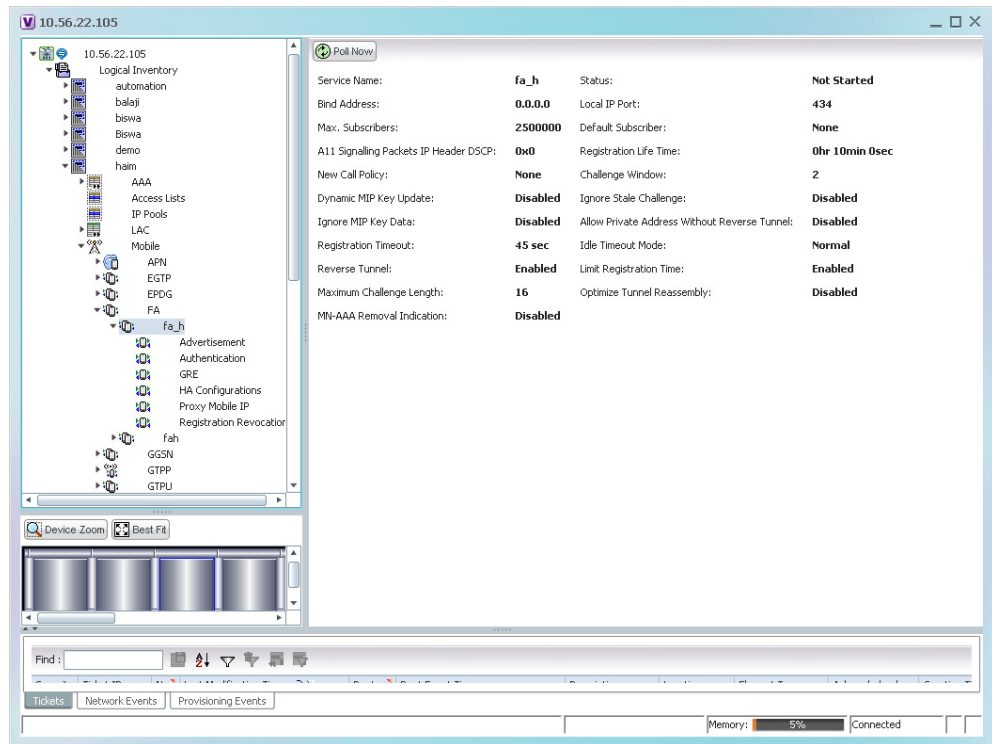 10.56.22.105
10.56.22.105
Logical Inventory
automation
balaji
biswa
Biswa
demo
haim
AAA
Access Lists
IP Pools
LAC
Mobile
APN
EGTP
EPDG
FA
fa_h
Advertisement
Authentication
GRE
HA Configurations
Proxy Mobile IP
Registration Revocation
fah
GGSN
GTPP
GTPU
Device Zoom Best Fit
Poll Now
Service Name: fa_h Status: Not Started
Bind Address: 0.0.0.0 Local IP Port: 434
Max. Subscribers: 2500000 Default Subscriber: None
A11 Signalling Packets IP Header DSCP: 0x0 Registration Life Time: 0hr 10min 0sec
New Call Policy: None Challenge Window: 2
Dynamic MIP Key Update: Disabled Ignore Stale Challenge: Disabled
Ignore MIP Key Data: Disabled Allow Private Address Without Reverse Tunnel: Disabled
Registration Timeout: 45 sec Idle Timeout Mode: Normal
Reverse Tunnel: Enabled Limit Registration Time: Enabled
Maximum Challenge Length: 16 Optimize Tunnel Reassembly: Disabled
MN-AAA Removal Indication: Disabled
Find :
Tickets Network Events Provisioning Events
Memory: 5% Connected